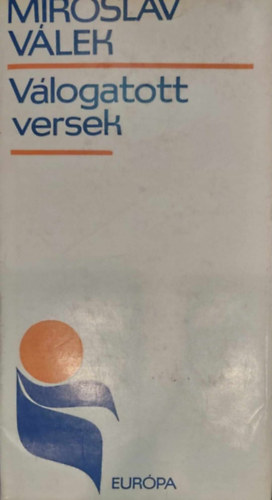 MIROSLAV
VÁLEK
Válogatott
versek
EURÓPA